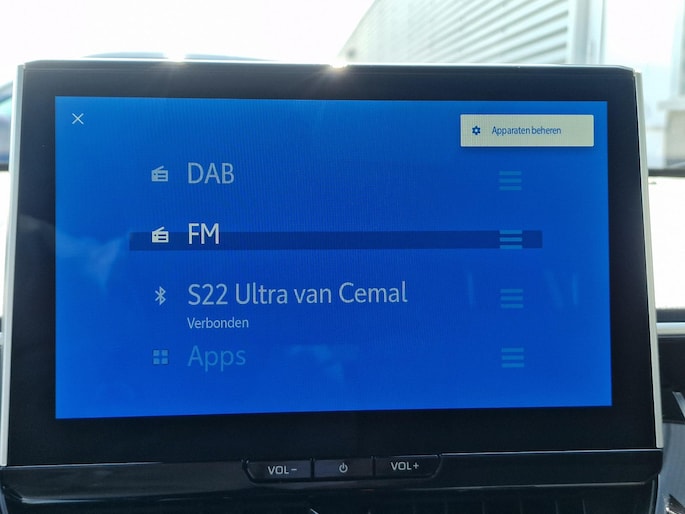 Apparaten beheren
DAB
FM
S22 Ultra van Cemal
Verbonden
Apps
VOL-
VOL+